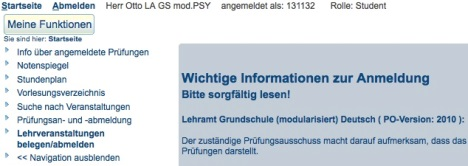 Startseite Abmelden Herr Otto LA GS mod.PSY angemeldet als: 131132 Rolle: Student
Meine Funktionen
Sie sind hier: Startseite
Info über angemeldete Prüfungen
Notenspiegel
Stundenplan
Vorlesungsverzeichnis
Suche nach Veranstaltungen
Prüfungsan- und -abmeldung
Lehrveranstaltungen
belegen/abmelden
<< Navigation ausblenden
Wichtige Informationen zur Anmeldung
Bitte sorgfältig lesen!
Lehramt Grundschule (modularisiert) Deutsch ( PO-Version: 2010 ):
Der zuständige Prüfungsausschuss macht darauf aufmerksam, dass das
Prüfungen darstellt.